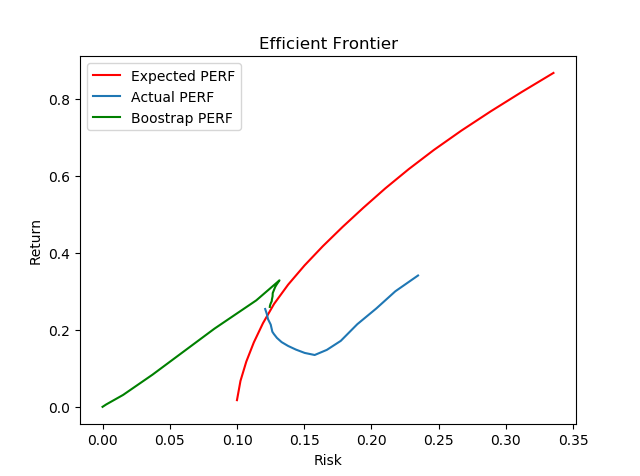 Efficient Frontier
Expected PERF
Actual PERF
Boostrap PERF
Return
0.8
0.6
0.4
0.2
0.0
0.00 0.05 0.10 0.15 0.20 0.25 0.30 0.35
Risk